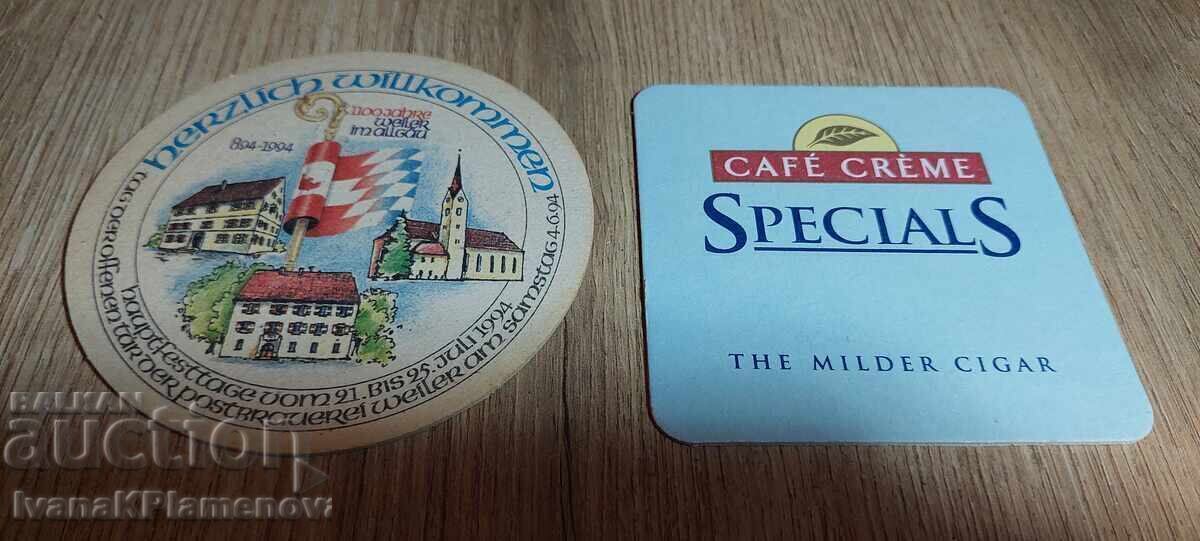 herzlich willkommen
1100 Jahre
weiler
im allgäu
894-1994
hauptfesttage vom 21. bis 25. Juli 1994
tag der offenen tür der postbrauerei weiler am samstag 4.6.94
CAFÉ CRÈME
SPECIALS
THE MILDER CIGAR
BALKAN
auction
IvanaKPlamenova